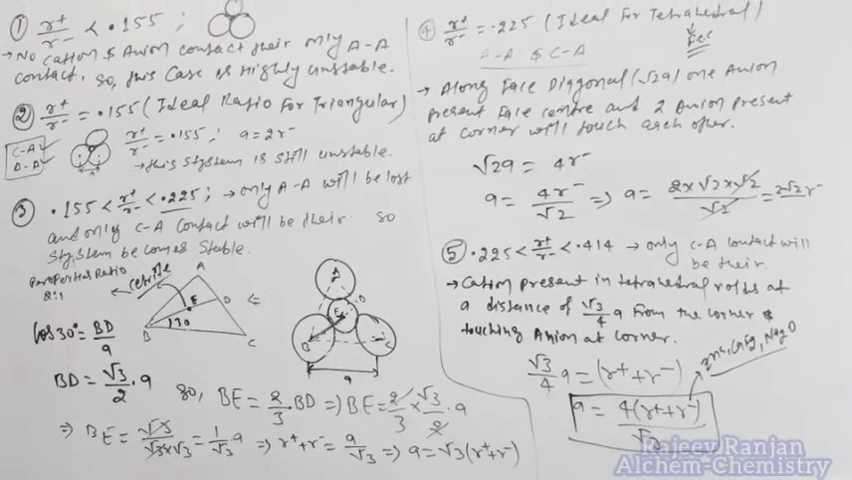 ① r+/r- < .155 ;
→ No cation & Anion contact their only A-A
contact. So, this Case is Highly unstable.
② r+/r- = .155 (Ideal Ratio For Triangular)
C-A ✓
A-A ✓
r+/r- = .155 ; a = 2r-
a
→ this System is still unstable.
③ .155 < r+/r- < .225 ; → only A-A will be lost
and only C-A Contact will be their. So
System becomes Stable.
Ratio
2:1
A
E
D
B
30
C
⇐
A
D
E
B
C
a
Cos30° = BD/a
BD = √3/2 . a
So, BE = 2/3 . BD ⇒ BE = 2/3 × √3/2 . a
⇒ BE = √3/√3×√3 = 1/√3 a ⇒ r+ + r- = a/√3 ⇒ a = √3(r+ + r-)
④ r+/r- = .225 (Ideal For Tetrahedral)
Fcc
A-A & C-A
→ Along Face Diagonal (√2a) one Anion
present Face centre and 2 Anion present
at corner will touch each other.
√2a = 4r-
a = 4r-/√2 ⇒ a = 2×√2×√2/√2 = 2√2 r-
⑤ .225 < r+/r- < .414 → only C-A contact will
be their.
→ Cation present in tetrahedral voids at
a distance of √3/4 a From the corner &
touching Anion at corner.
√3/4 a = (r+ + r-)
ZnS, CaF2, Na2O
a = 4(r+ + r-)/√3
Rajeev Ranjan
Alchem-Chemistry